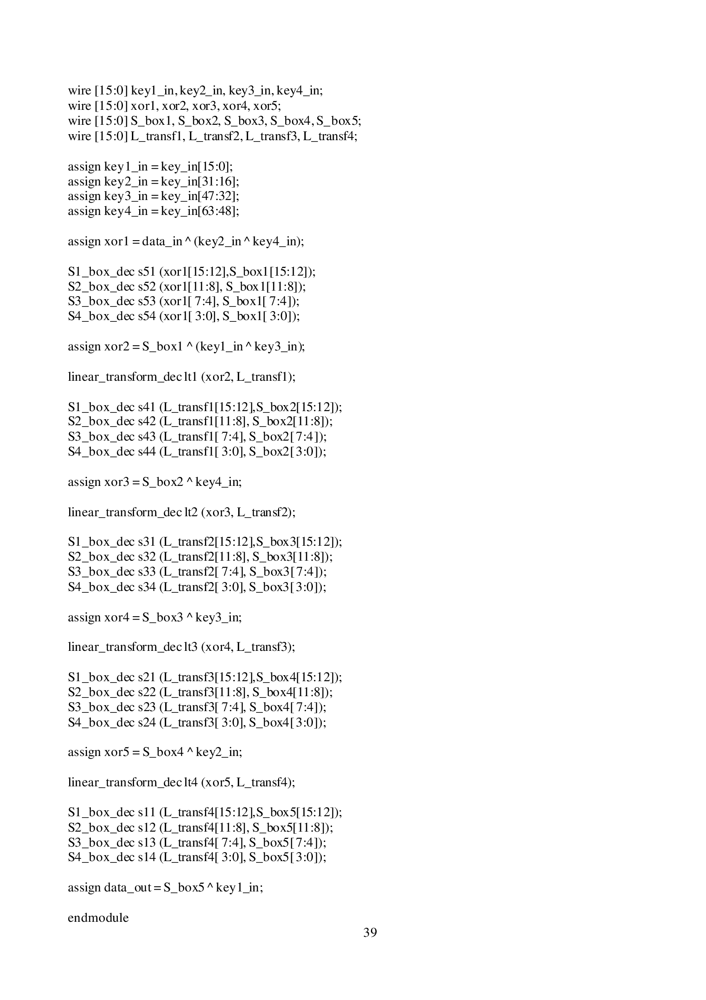 wire [15:0] key1_in, key2_in, key3_in, key4_in;
wire [15:0] xor1, xor2, xor3, xor4, xor5;
wire [15:0] S_box1, S_box2, S_box3, S_box4, S_box5;
wire [15:0] L_transf1, L_transf2, L_transf3, L_transf4;
assign key1_in = key_in[15:0];
assign key2_in = key_in[31:16];
assign key3_in = key_in[47:32];
assign key4_in = key_in[63:48];
assign xor1 = data_in ^ (key2_in ^ key4_in);
S1_box_dec s51 (xor1[15:12],S_box1[15:12]);
S2_box_dec s52 (xor1[11:8], S_box1[11:8]);
S3_box_dec s53 (xor1[ 7:4], S_box1[ 7:4]);
S4_box_dec s54 (xor1[ 3:0], S_box1[ 3:0]);
assign xor2 = S_box1 ^ (key1_in ^ key3_in);
linear_transform_dec lt1 (xor2, L_transf1);
S1_box_dec s41 (L_transf1[15:12],S_box2[15:12]);
S2_box_dec s42 (L_transf1[11:8], S_box2[11:8]);
S3_box_dec s43 (L_transf1[ 7:4], S_box2[ 7:4]);
S4_box_dec s44 (L_transf1[ 3:0], S_box2[ 3:0]);
assign xor3 = S_box2 ^ key4_in;
linear_transform_dec lt2 (xor3, L_transf2);
S1_box_dec s31 (L_transf2[15:12],S_box3[15:12]);
S2_box_dec s32 (L_transf2[11:8], S_box3[11:8]);
S3_box_dec s33 (L_transf2[ 7:4], S_box3[ 7:4]);
S4_box_dec s34 (L_transf2[ 3:0], S_box3[ 3:0]);
assign xor4 = S_box3 ^ key3_in;
linear_transform_dec lt3 (xor4, L_transf3);
S1_box_dec s21 (L_transf3[15:12],S_box4[15:12]);
S2_box_dec s22 (L_transf3[11:8], S_box4[11:8]);
S3_box_dec s23 (L_transf3[ 7:4], S_box4[ 7:4]);
S4_box_dec s24 (L_transf3[ 3:0], S_box4[ 3:0]);
assign xor5 = S_box4 ^ key2_in;
linear_transform_dec lt4 (xor5, L_transf4);
S1_box_dec s11 (L_transf4[15:12],S_box5[15:12]);
S2_box_dec s12 (L_transf4[11:8], S_box5[11:8]);
S3_box_dec s13 (L_transf4[ 7:4], S_box5[ 7:4]);
S4_box_dec s14 (L_transf4[ 3:0], S_box5[ 3:0]);
assign data_out = S_box5 ^ key1_in;
endmodule
39